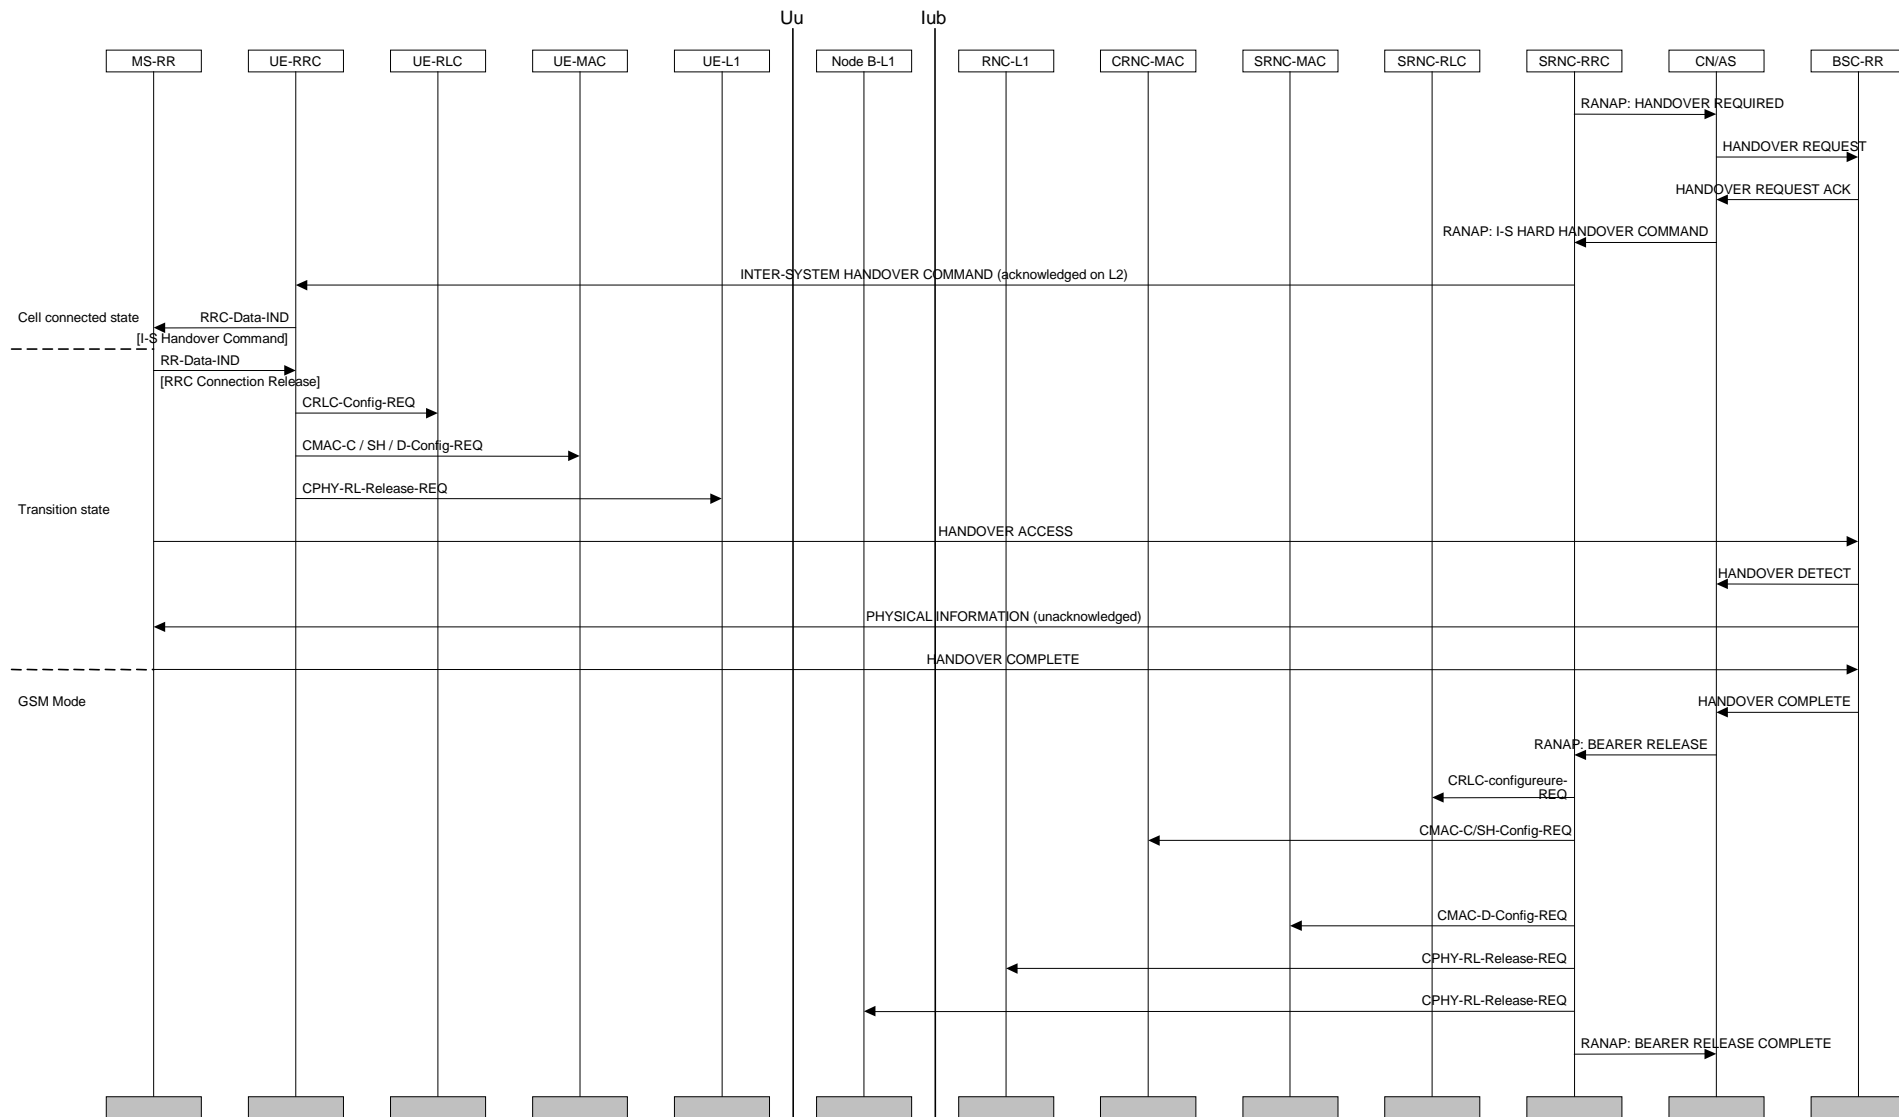 Uu
Iub
MS-RR
UE-RRC
UE-RLC
UE-MAC
UE-L1
Node B-L1
RNC-L1
CRNC-MAC
SRNC-MAC
SRNC-RLC
SRNC-RRC
CN/AS
BSC-RR
RANAP: HANDOVER REQUIRED
HANDOVER REQUEST
HANDOVER REQUEST ACK
RANAP: I-S HARD HANDOVER COMMAND
INTER-SYSTEM HANDOVER COMMAND (acknowledged on L2)
Cell connected state
RRC-Data-IND
[I-S Handover Command]
RR-Data-IND
[RRC Connection Release]
CRLC-Config-REQ
CMAC-C / SH / D-Config-REQ
CPHY-RL-Release-REQ
Transition state
HANDOVER ACCESS
HANDOVER DETECT
PHYSICAL INFORMATION (unacknowledged)
HANDOVER COMPLETE
GSM Mode
HANDOVER COMPLETE
RANAP: BEARER RELEASE
CRLC-configureure-
REQ
CMAC-C/SH-Config-REQ
CMAC-D-Config-REQ
CPHY-RL-Release-REQ
CPHY-RL-Release-REQ
RANAP: BEARER RELEASE COMPLETE